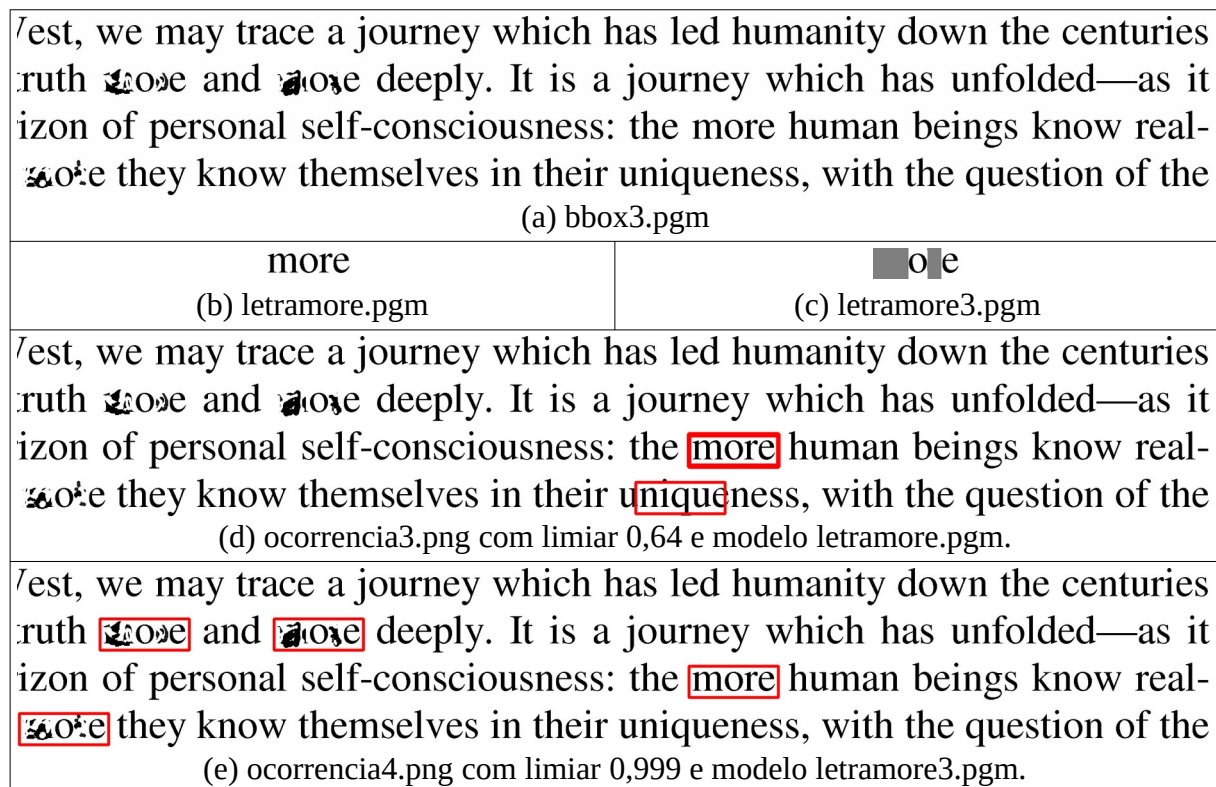 est, we may trace a journey which has led humanity down the centuries
ruth and deeply. It is a journey which has unfolded—as it
izon of personal self-consciousness: the more human beings know real-
they know themselves in their uniqueness, with the question of the
(a) bbox3.pgm
more
(b) letramore.pgm
o e
(c) letramore3.pgm
est, we may trace a journey which has led humanity down the centuries
ruth and deeply. It is a journey which has unfolded—as it
izon of personal self-consciousness: the more human beings know real-
they know themselves in their uniqueness, with the question of the
(d) ocorrencia3.png com limiar 0,64 e modelo letramore.pgm.
est, we may trace a journey which has led humanity down the centuries
ruth and deeply. It is a journey which has unfolded—as it
izon of personal self-consciousness: the more human beings know real-
they know themselves in their uniqueness, with the question of the
(e) ocorrencia4.png com limiar 0,999 e modelo letramore3.pgm.